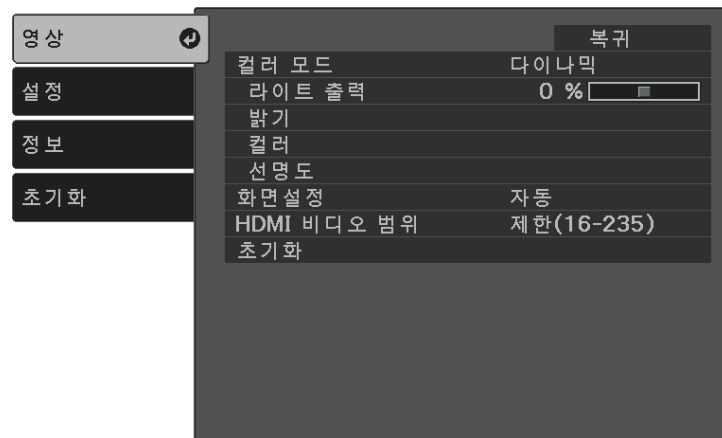 영상
설정
정보
초기화
복귀
컬러 모드 다이나믹
라이트 출력 0 %
밝기
컬러
선명도
화면설정 자동
HDMI 비디오 범위 제한(16-235)
초기화